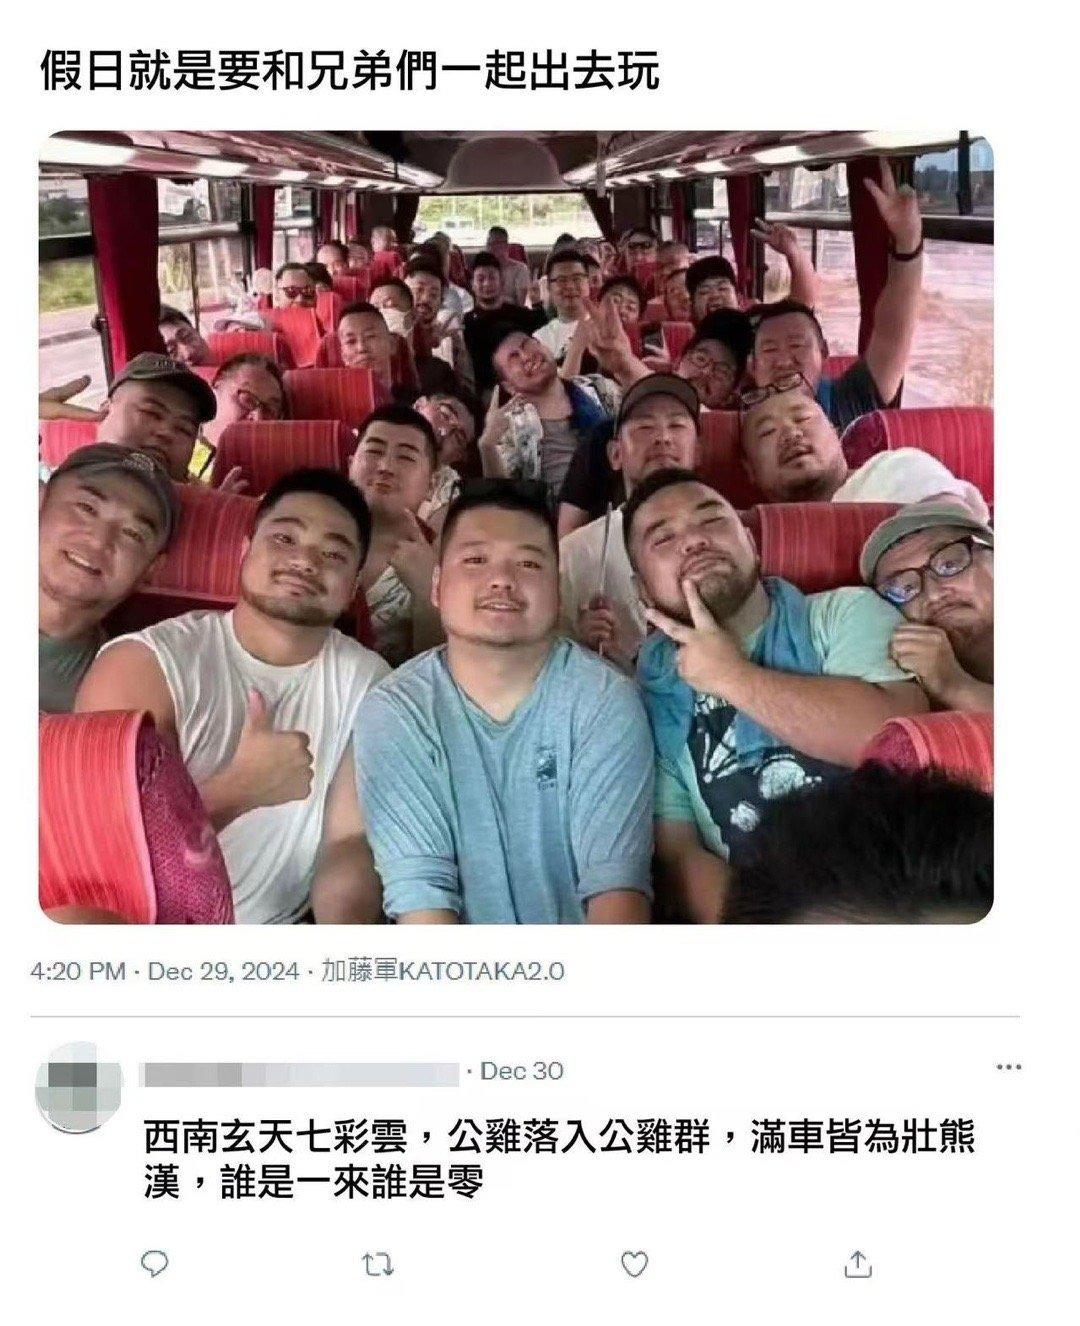 假日就是要和兄弟們一起出去玩
4:20 PM · Dec 29, 2024 · 加藤軍KATOTAKA2.0
· Dec 30
西南玄天七彩雲，公雞落入公雞群，滿車皆為壯熊
漢，誰是一來誰是零